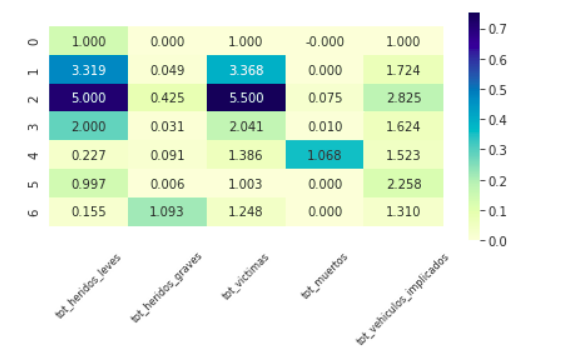 0 1.000 0.000 1.000 -0.000 1.000
1 3.319 0.049 3.368 0.000 1.724
2 5.000 0.425 5.500 0.075 2.825
3 2.000 0.031 2.041 0.010 1.624
4 0.227 0.091 1.386 1.068 1.523
5 0.997 0.006 1.003 0.000 2.258
6 0.155 1.093 1.248 0.000 1.310
tot_heridos_leves
tot_heridos_graves
tot_victimas
tot_muertos
tot_vehiculos_implicados
0.7
0.6
0.5
0.4
0.3
0.2
0.1
0.0